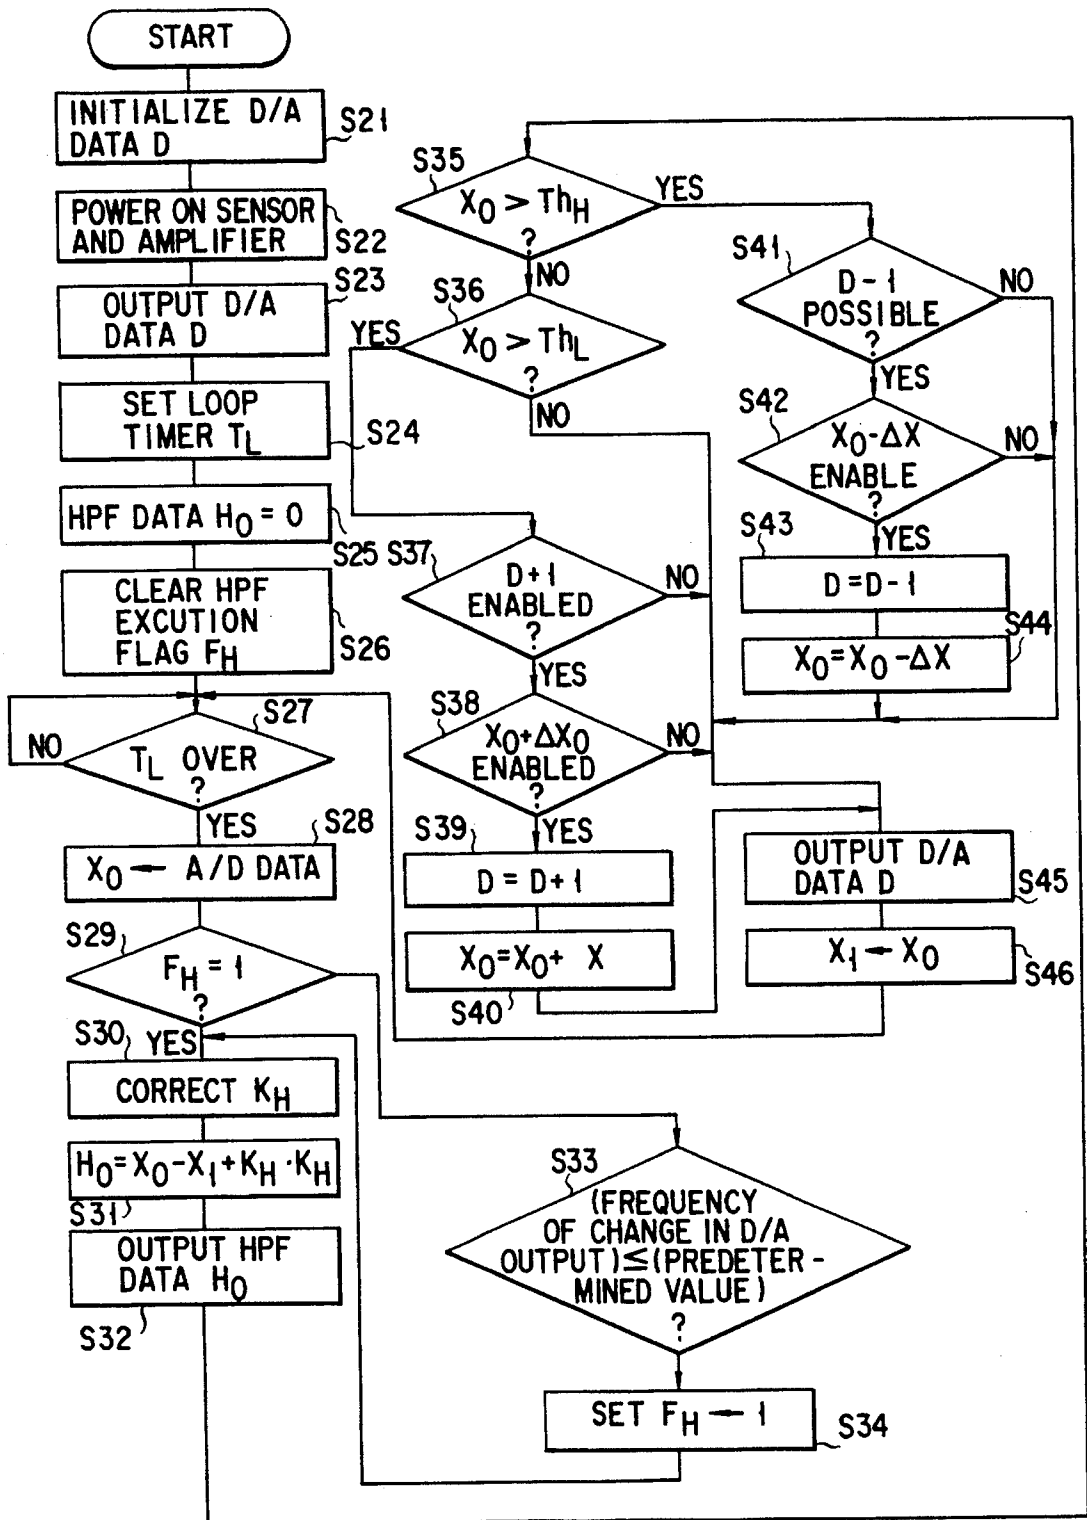 START
INITIALIZE D/A
DATA D
S21
POWER ON SENSOR
AND AMPLIFIER
S22
OUTPUT D/A
DATA D
S23
SET LOOP
TIMER TL
S24
HPF DATA H0 = 0
S25
CLEAR HPF
EXCUTION
FLAG FH
S26
S27
TL OVER
?
NO
YES
S28
X0 ← A/D DATA
S29
FH = 1
?
YES
S30
CORRECT KH
H0=X0-X1+KH·KH
S31
OUTPUT HPF
DATA H0
S32
S33
(FREQUENCY
OF CHANGE IN D/A
OUTPUT)≤(PREDETER-
MINED VALUE)
?
SET FH ← 1
S34
S35
X0 > ThH
?
YES
NO
S36
X0 > ThL
?
YES
NO
S37
D+1
ENABLED
?
NO
YES
S38
X0+ΔX0
ENABLED
?
NO
YES
S39
D = D+1
X0=X0+ X
S40
S41
D-1
POSSIBLE
?
NO
YES
S42
X0-ΔX
ENABLE
?
NO
YES
S43
D=D-1
S44
X0=X0-ΔX
OUTPUT D/A
DATA D
S45
X1 ← X0
S46